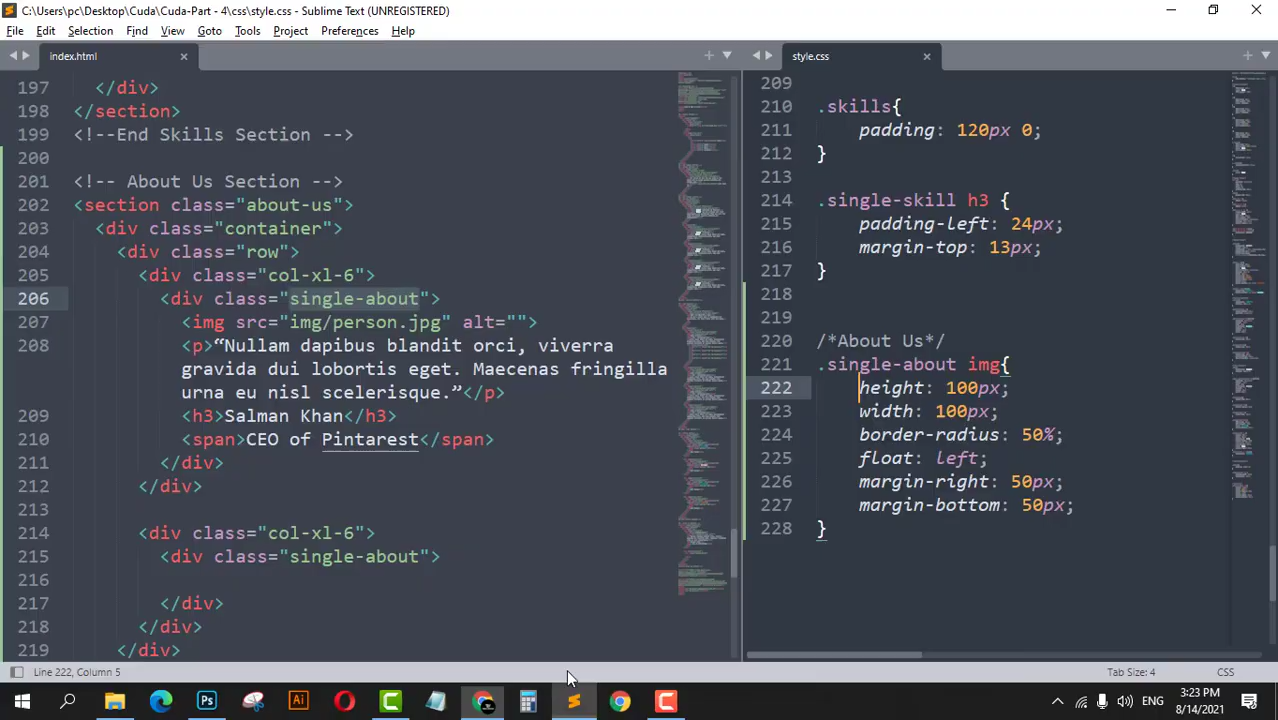 C:\Users\pc\Desktop\Cuda\Cuda-Part - 4\css\style.css - Sublime Text (UNREGISTERED)
File Edit Selection Find View Goto Tools Project Preferences Help
index.html
197 </div>
198 </section>
199 <!--End Skills Section -->
200
201 <!-- About Us Section -->
202 <section class="about-us">
203 <div class="container">
204 <div class="row">
205 <div class="col-xl-6">
206 <div class="single-about">
207 <img src="img/person.jpg" alt="">
208 <p>“Nullam dapibus blandit orci, viverra
gravida dui lobortis eget. Maecenas fringilla
urna eu nisl scelerisque.”</p>
209 <h3>Salman Khan</h3>
210 <span>CEO of Pintarest</span>
211 </div>
212 </div>
213
214 <div class="col-xl-6">
215 <div class="single-about">
216
217 </div>
218 </div>
219 </div>
style.css
209
210 .skills{
211 padding: 120px 0;
212 }
213
214 .single-skill h3 {
215 padding-left: 24px;
216 margin-top: 13px;
217 }
218
219
220 /*About Us*/
221 .single-about img{
222 height: 100px;
223 width: 100px;
224 border-radius: 50%;
225 float: left;
226 margin-right: 50px;
227 margin-bottom: 50px;
228 }
Line 222, Column 5 Tab Size: 4 CSS
Ps Ai ENG 3:23 PM
8/14/2021